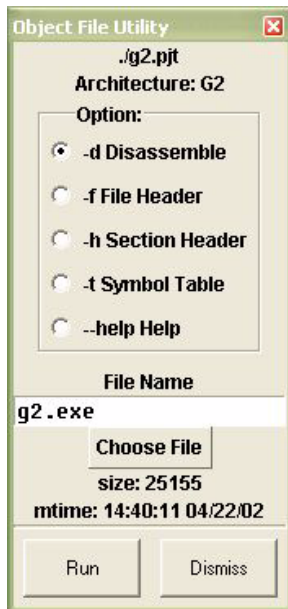 Object File Utility
./g2.pjt
Architecture: G2
Option:
-d Disassemble
-f File Header
-h Section Header
-t Symbol Table
--help Help
File Name
g2.exe
Choose File
size: 25155
mtime: 14:40:11 04/22/02
Run Dismiss